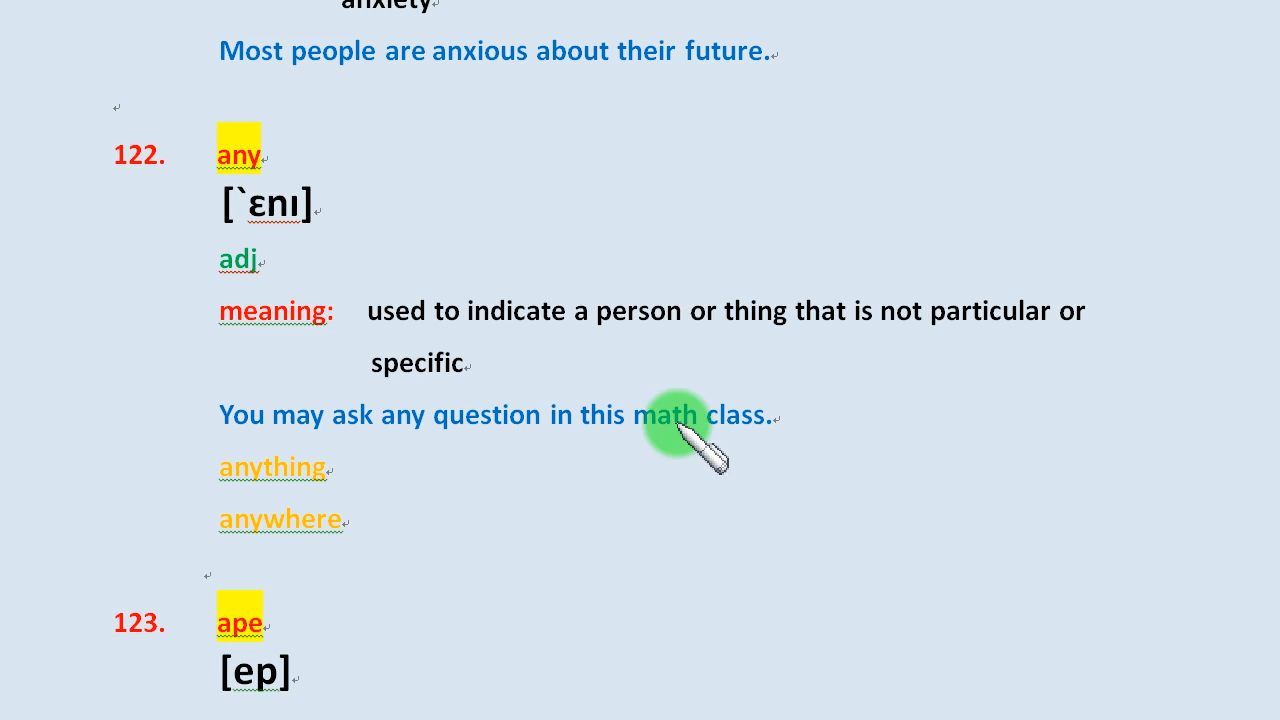 anxiety
Most people are anxious about their future.
122. any
[`ɛnɪ]
adj
meaning: used to indicate a person or thing that is not particular or
specific
You may ask any question in this math class.
anything
anywhere
123. ape
[ep]